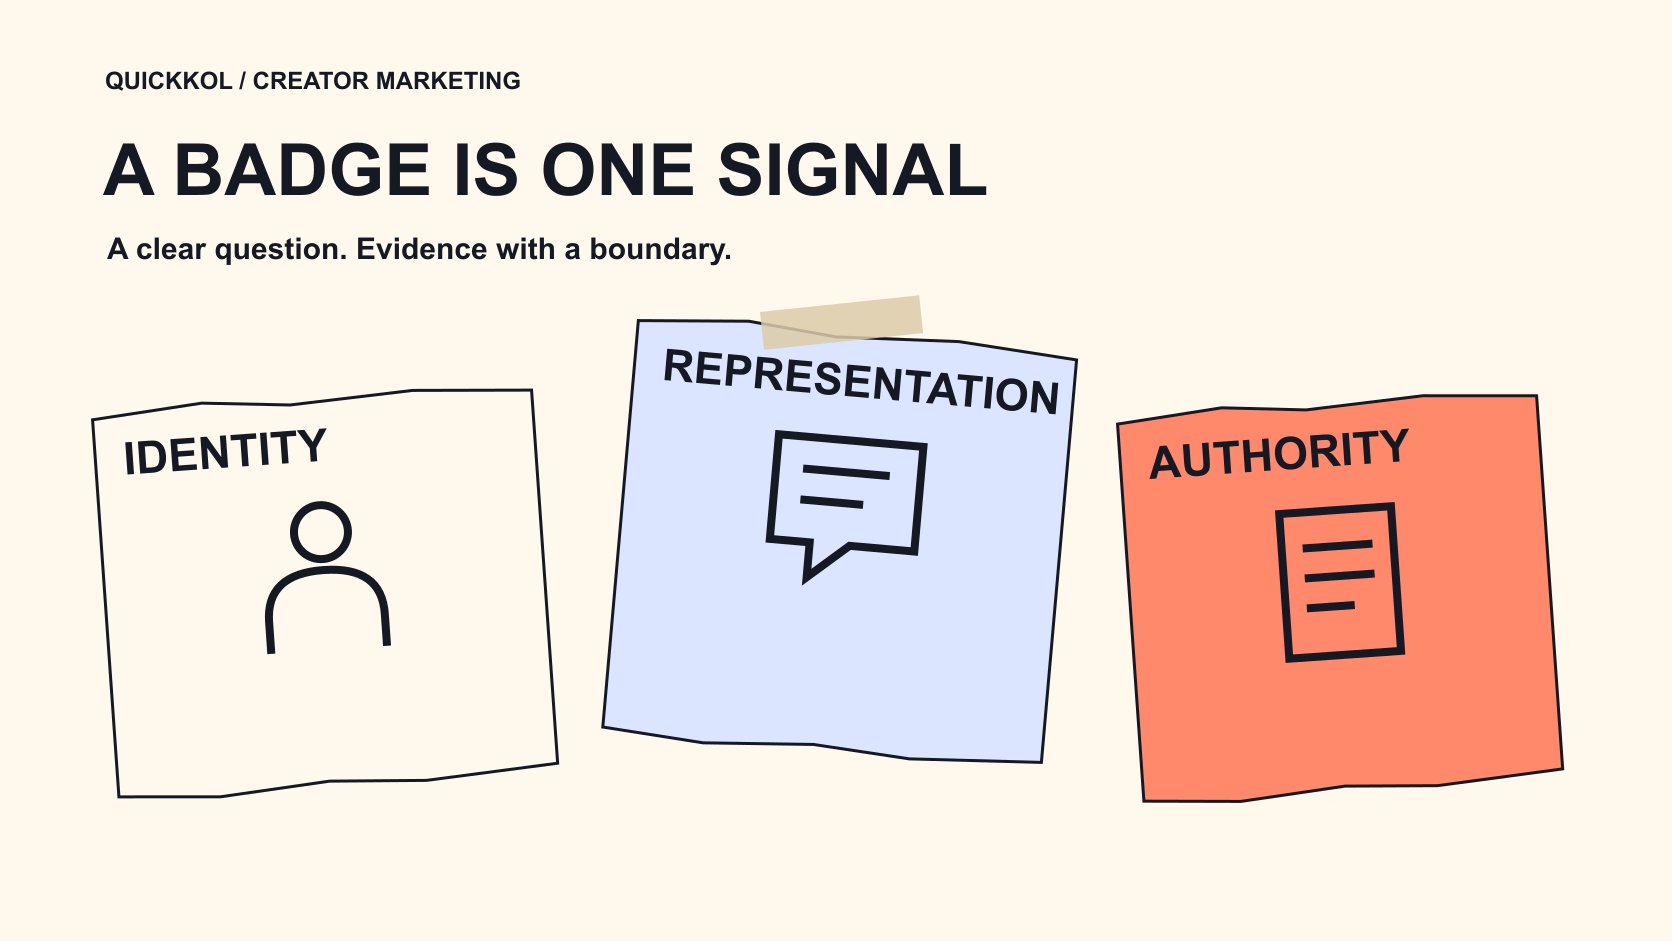 QUICKKOL / CREATOR MARKETING
A BADGE IS ONE SIGNAL
A clear question. Evidence with a boundary.
IDENTITY
REPRESENTATION
AUTHORITY